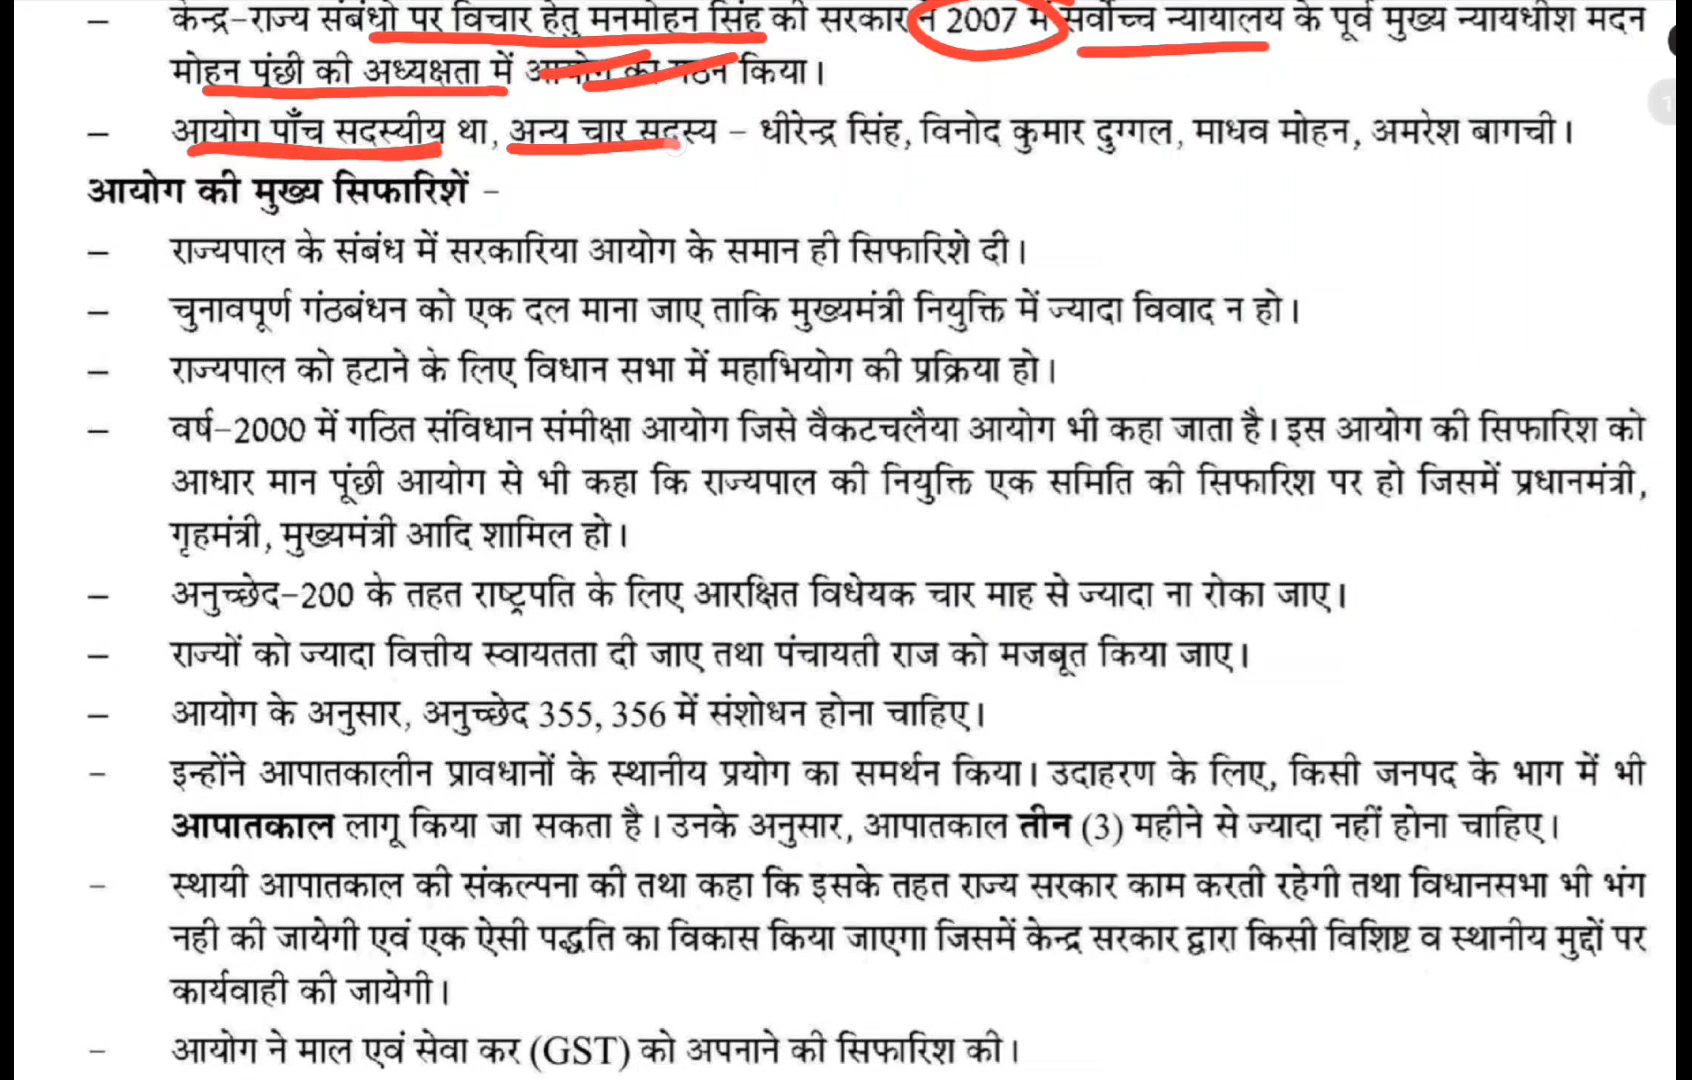 – केन्द्र–राज्य संबंधो पर विचार हेतु मनमोहन सिंह की सरकार ने 2007 में सर्वोच्च न्यायालय के पूर्व मुख्य न्यायधीश मदन
मोहन पूंछी की अध्यक्षता में आयोग का गठन किया।
– आयोग पाँच सदस्यीय था, अन्य चार सदस्य – धीरेन्द्र सिंह, विनोद कुमार दुग्गल, माधव मोहन, अमरेश बागची।
आयोग की मुख्य सिफारिशें –
– राज्यपाल के संबंध में सरकारिया आयोग के समान ही सिफारिशे दी।
– चुनावपूर्ण गंठबंधन को एक दल माना जाए ताकि मुख्यमंत्री नियुक्ति में ज्यादा विवाद न हो।
– राज्यपाल को हटाने के लिए विधान सभा में महाभियोग की प्रक्रिया हो।
– वर्ष–2000 में गठित संविधान संमीक्षा आयोग जिसे वैकटचलैया आयोग भी कहा जाता है। इस आयोग की सिफारिश को
आधार मान पूंछी आयोग से भी कहा कि राज्यपाल की नियुक्ति एक समिति की सिफारिश पर हो जिसमें प्रधानमंत्री,
गृहमंत्री, मुख्यमंत्री आदि शामिल हो।
– अनुच्छेद–200 के तहत राष्ट्रपति के लिए आरक्षित विधेयक चार माह से ज्यादा ना रोका जाए।
– राज्यों को ज्यादा वित्तीय स्वायतता दी जाए तथा पंचायती राज को मजबूत किया जाए।
– आयोग के अनुसार, अनुच्छेद 355, 356 में संशोधन होना चाहिए।
– इन्होंने आपातकालीन प्रावधानों के स्थानीय प्रयोग का समर्थन किया। उदाहरण के लिए, किसी जनपद के भाग में भी
आपातकाल लागू किया जा सकता है। उनके अनुसार, आपातकाल तीन (3) महीने से ज्यादा नहीं होना चाहिए।
– स्थायी आपातकाल की संकल्पना की तथा कहा कि इसके तहत राज्य सरकार काम करती रहेगी तथा विधानसभा भी भंग
नही की जायेगी एवं एक ऐसी पद्धति का विकास किया जाएगा जिसमें केन्द्र सरकार द्वारा किसी विशिष्ट व स्थानीय मुद्दों पर
कार्यवाही की जायेगी।
– आयोग ने माल एवं सेवा कर (GST) को अपनाने की सिफारिश की।